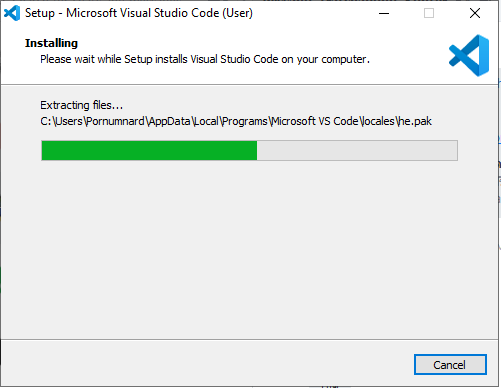 Setup - Microsoft Visual Studio Code (User)
Installing
Please wait while Setup installs Visual Studio Code on your computer.
Extracting files...
C:\Users\Pornumnard\AppData\Local\Programs\Microsoft VS Code\locales\he.pak
Cancel